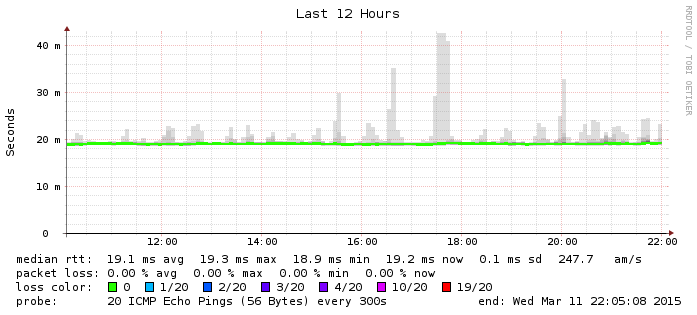 Last 12 Hours
RRDTOOL / TOBI OETIKER
Seconds
40 m
30 m
20 m
10 m
0
12:00 14:00 16:00 18:00 20:00 22:00
median rtt: 19.1 ms avg 19.3 ms max 18.9 ms min 19.2 ms now 0.1 ms sd 247.7 am/s
packet loss: 0.00 % avg 0.00 % max 0.00 % min 0.00 % now
loss color: 0 1/20 2/20 3/20 4/20 10/20 19/20
probe: 20 ICMP Echo Pings (56 Bytes) every 300s end: Wed Mar 11 22:05:08 2015